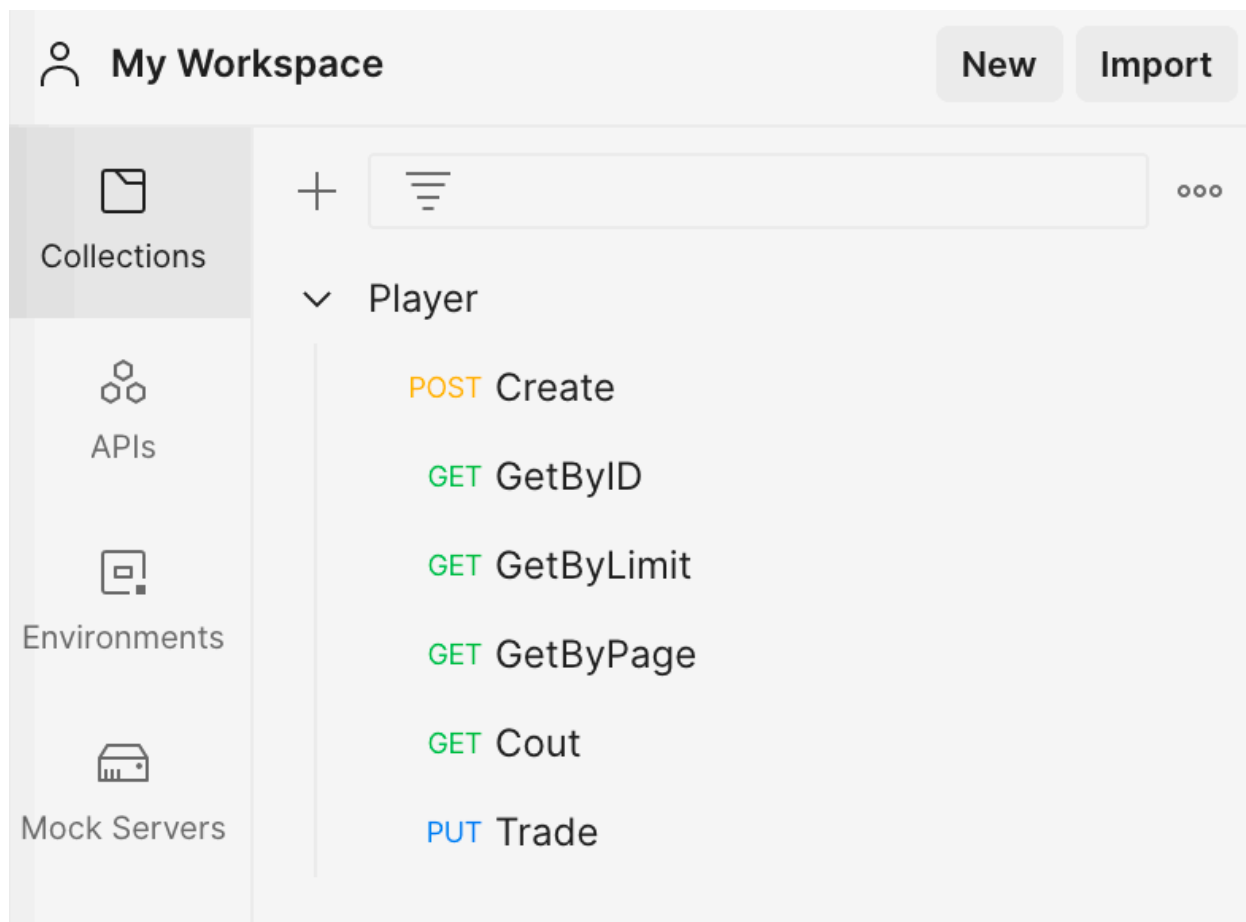 My Workspace
New
Import
Collections
APIs
Environments
Mock Servers
Player
POST Create
GET GetByID
GET GetByLimit
GET GetByPage
GET Cout
PUT Trade